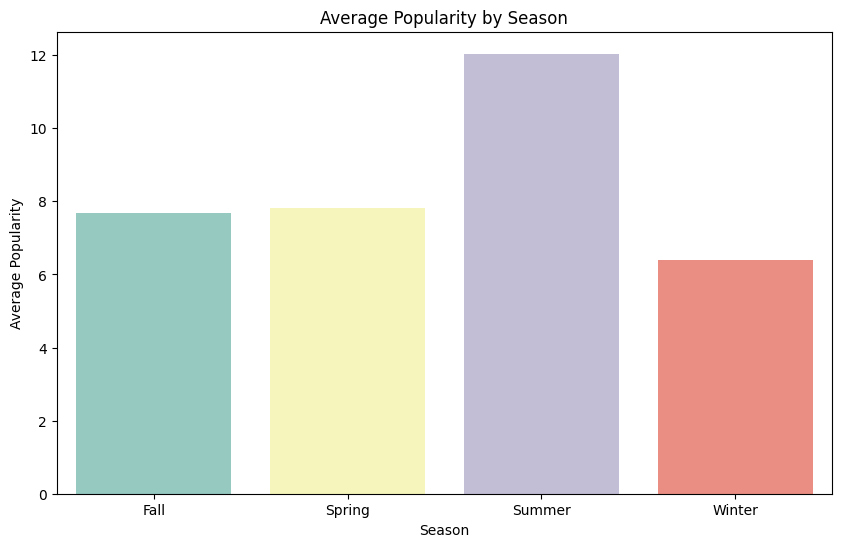 Average Popularity by Season
Average Popularity
12
10
8
6
4
2
0
Fall
Spring
Summer
Winter
Season